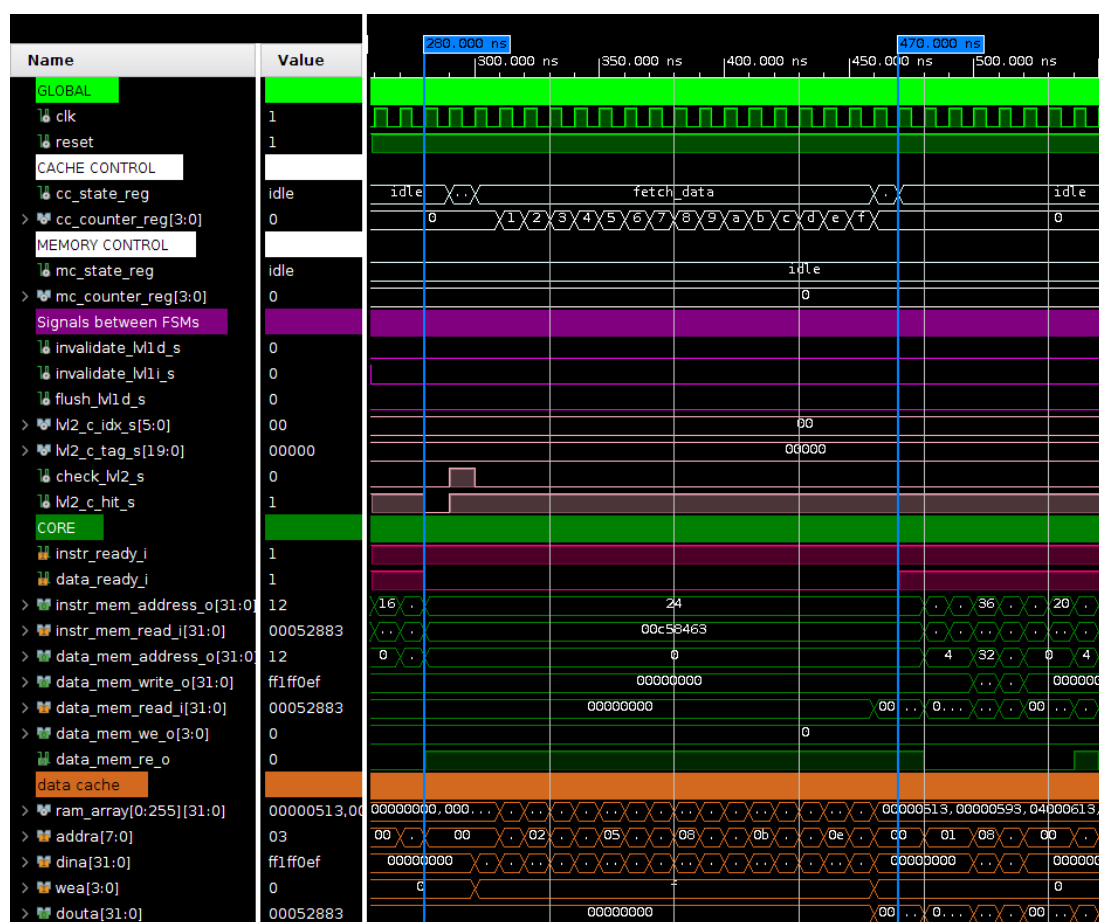 280.000 ns 470.000 ns
Name Value 300.000 ns 350.000 ns 400.000 ns 450.000 ns 500.000 ns
GLOBAL
clk 1
reset 1
CACHE CONTROL
cc_state_reg idle idle .. fetch_data . idle
cc_counter_reg[3:0] 0 0 1 2 3 4 5 6 7 8 9 a b c d e f 0
MEMORY CONTROL
mc_state_reg idle idle
mc_counter_reg[3:0] 0 0
Signals between FSMs
invalidate_lvl1d_s 0
invalidate_lvl1i_s 0
flush_lvl1d_s 0
lvl2_c_idx_s[5:0] 00 00
lvl2_c_tag_s[19:0] 00000 00000
check_lvl2_s 0
lvl2_c_hit_s 1
CORE
instr_ready_i 1
data_ready_i 1
instr_mem_address_o[31:0] 12 16 . 24 . . 36 . . 20 .
instr_mem_read_i[31:0] 00052883 .. . 00c58463 . . .. . . .. .
data_mem_address_o[31:0] 12 0 . 0 4 32 . 0 4
data_mem_write_o[31:0] ff1ff0ef 00000000 .. . 000000
data_mem_read_i[31:0] 00052883 00000000 00 .. 0... .. . 00 .. .
data_mem_we_o[3:0] 0 0
data_mem_re_o 0
data cache
ram_array[0:255][31:0] 00000513,00 00000000,000... 00000513,00000593,04000613,
addra[7:0] 03 00 . 00 . 02 . . 05 . . 08 . . 0b . . 0e . 00 01 08 . 00 .
dina[31:0] ff1ff0ef 00000000 00000000 000000
wea[3:0] 0 0 f 0
douta[31:0] 00052883 00000000 00 .. 0...